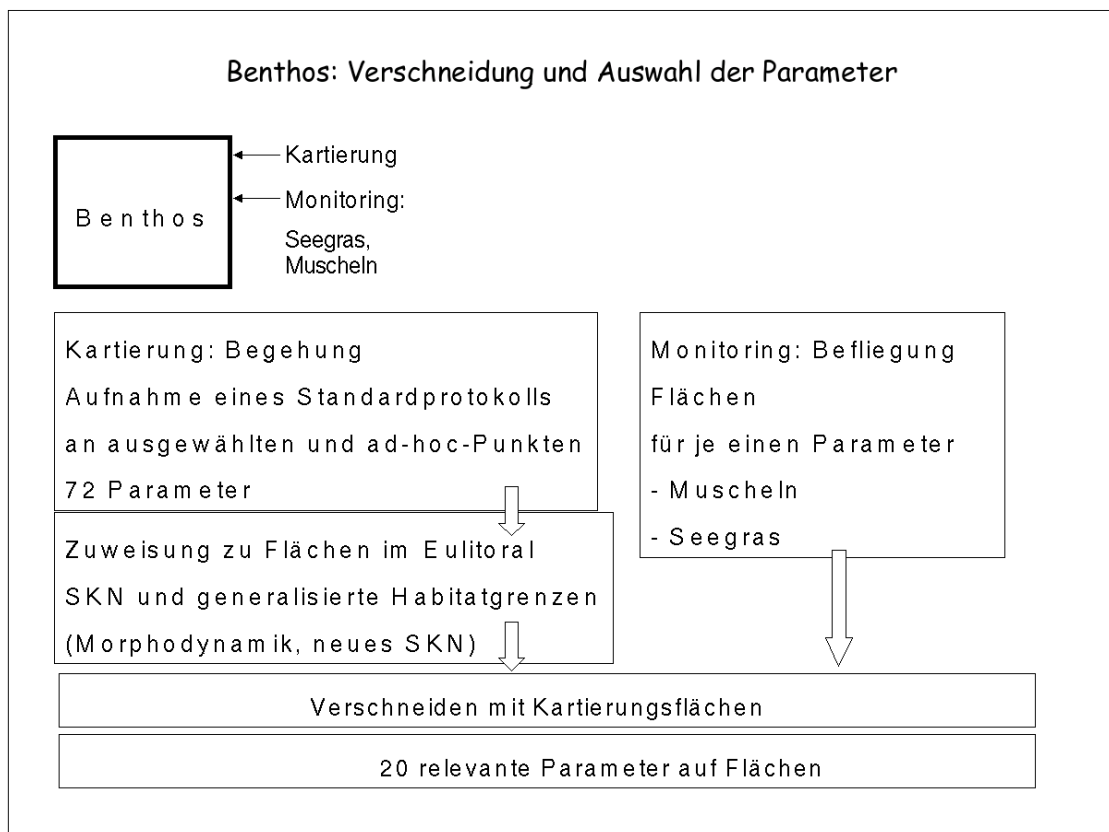 Benthos: Verschneidung und Auswahl der Parameter
Benthos
Kartierung
Monitoring:
Seegras,
Muscheln
Kartierung: Begehung
Aufnahme eines Standardprotokolls
an ausgewählten und ad-hoc-Punkten
72 Parameter
Zuweisung zu Flächen im Eulitoral
SKN und generalisierte Habitatgrenzen
(Morphodynamik, neues SKN)
Monitoring: Befliegung
Flächen
für je einen Parameter
- Muscheln
- Seegras
Verschneiden mit Kartierungsflächen
20 relevante Parameter auf Flächen